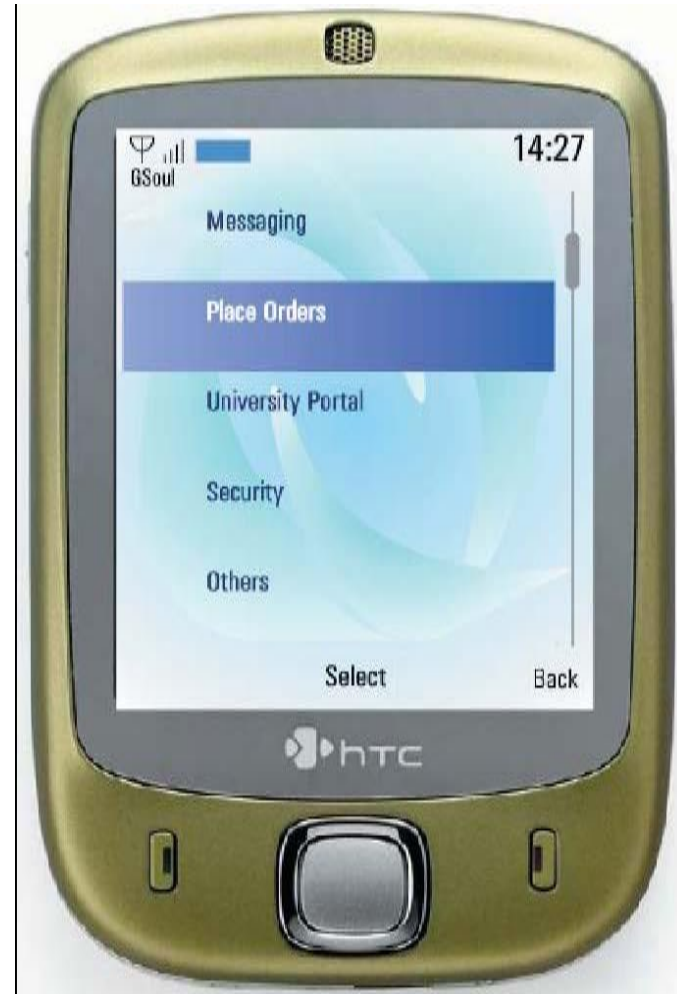 14:27
GSoul
Messaging
Place Orders
University Portal
Security
Others
Select Back
htc